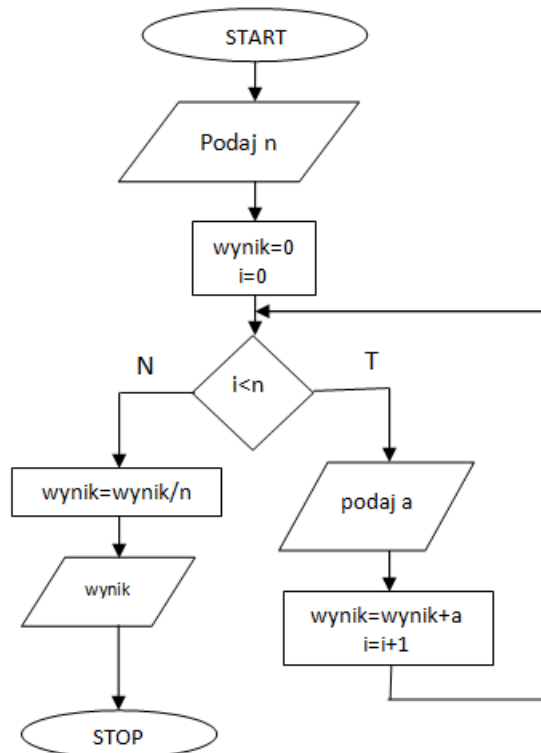 START
Podaj n
wynik=0
i=0
N
T
i<n
wynik=wynik/n
podaj a
wynik
wynik=wynik+a
i=i+1
STOP